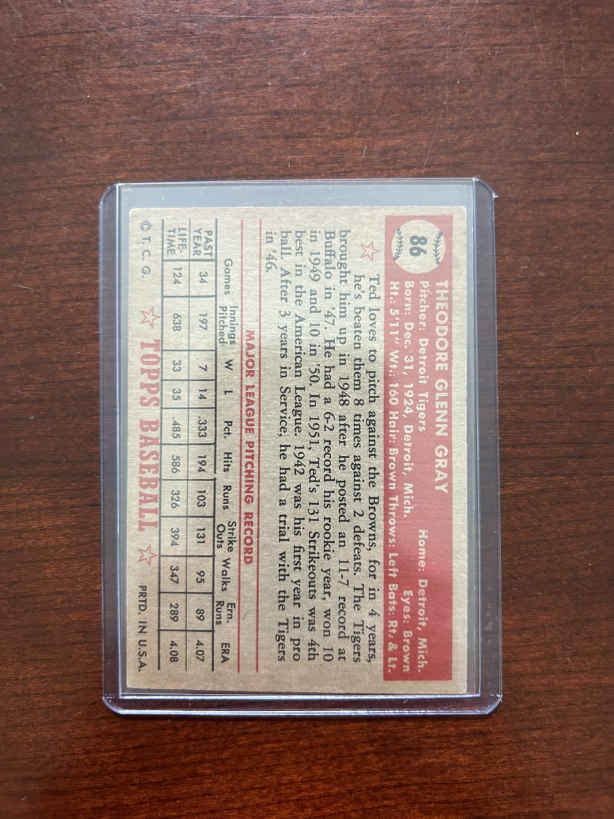 86
THEODORE GLENN GRAY
Pitcher: Detroit Tigers Home: Detroit, Mich.
Born: Dec. 31, 1924, Detroit, Mich. Eyes: Brown
Ht.: 5'11" Wt.: 160 Hair: Brown Throws: Left Bats: Rt. & Lt.
Ted loves to pitch against the Browns, for in 4 years,
he's beaten them 8 times against 2 defeats. The Tigers
brought him up in 1948 after he posted an 11-7 record at
Buffalo in '47. He had a 6-2 record his rookie year, won 10
in 1949 and 10 in '50. In 1951, Ted's 131 Strikeouts was 4th
best in the American League. 1942 was his first year in pro
ball. After 3 years in Service, he had a trial with the Tigers
in '46.
MAJOR LEAGUE PITCHING RECORD
Games Innings Pitched W L Pct. Hits Runs Strike Outs Walks Ern. Runs ERA
PAST YEAR 34 197 7 14 .333 194 103 131 95 89 4.07
LIFE-TIME 124 638 33 35 .485 586 326 394 347 289 4.08
© T. C. G. TOPPS BASEBALL PRTD. IN U.S.A.